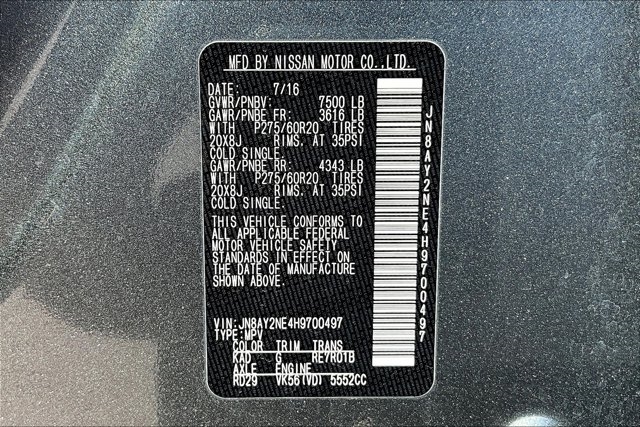 MFD BY NISSAN MOTOR CO.,LTD.
DATE: 7/16
GVWR/PNBV: 7500 LB
GAWR/PNBE FR: 3616 LB
WITH P275/60R20 TIRES
20X8J RIMS. AT 35PSI
COLD SINGLE.
GAWR/PNBE RR: 4343 LB
WITH P275/60R20 TIRES
20X8J RIMS. AT 35PSI
COLD SINGLE.
THIS VEHICLE CONFORMS TO
ALL APPLICABLE FEDERAL
MOTOR VEHICLE SAFETY
STANDARDS IN EFFECT ON
THE DATE OF MANUFACTURE
SHOWN ABOVE.
VIN:JN8AY2NE4H9700497
TYPE:MPV
COLOR TRIM TRANS
KAD G RE7R01B
AXLE ENGINE
RD29 VK56(VD) 5552CC
JN8AY2NE4H9700497